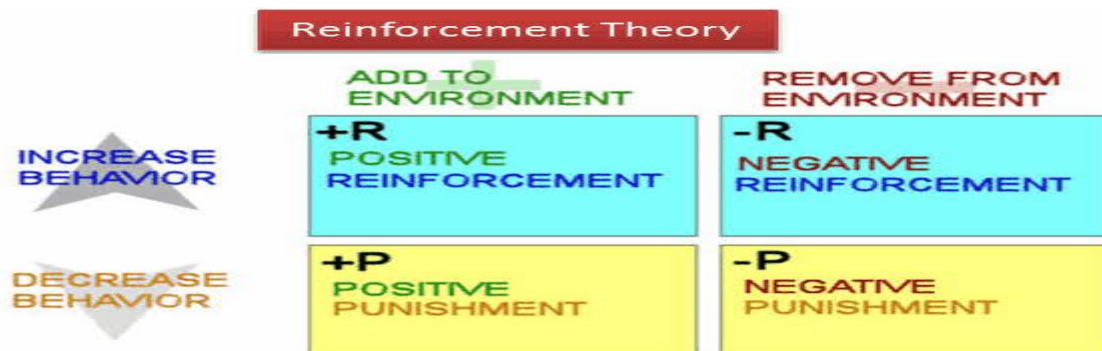 Reinforcement Theory
ADD TO
ENVIRONMENT
REMOVE FROM
ENVIRONMENT
INCREASE
BEHAVIOR
+R
POSITIVE
REINFORCEMENT
-R
NEGATIVE
REINFORCEMENT
DECREASE
BEHAVIOR
+P
POSITIVE
PUNISHMENT
-P
NEGATIVE
PUNISHMENT